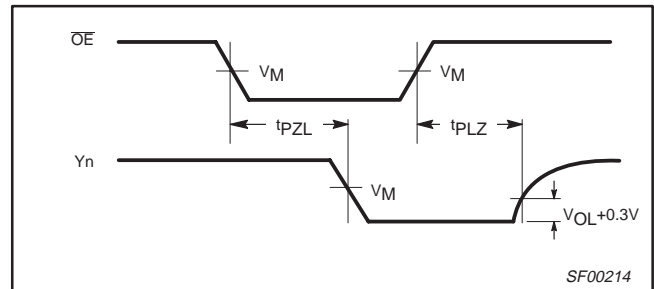 OE
VM VM
tPZL tPLZ
Yn
VM
VOL+0.3V
SF00214